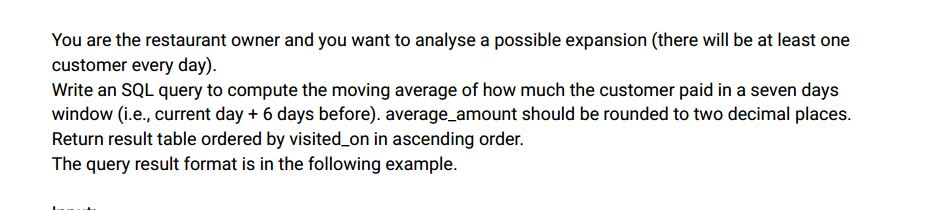 You are the restaurant owner and you want to analyse a possible expansion (there will be at least one
customer every day).
Write an SQL query to compute the moving average of how much the customer paid in a seven days
window (i.e., current day + 6 days before). average_amount should be rounded to two decimal places.
Return result table ordered by visited_on in ascending order.
The query result format is in the following example.